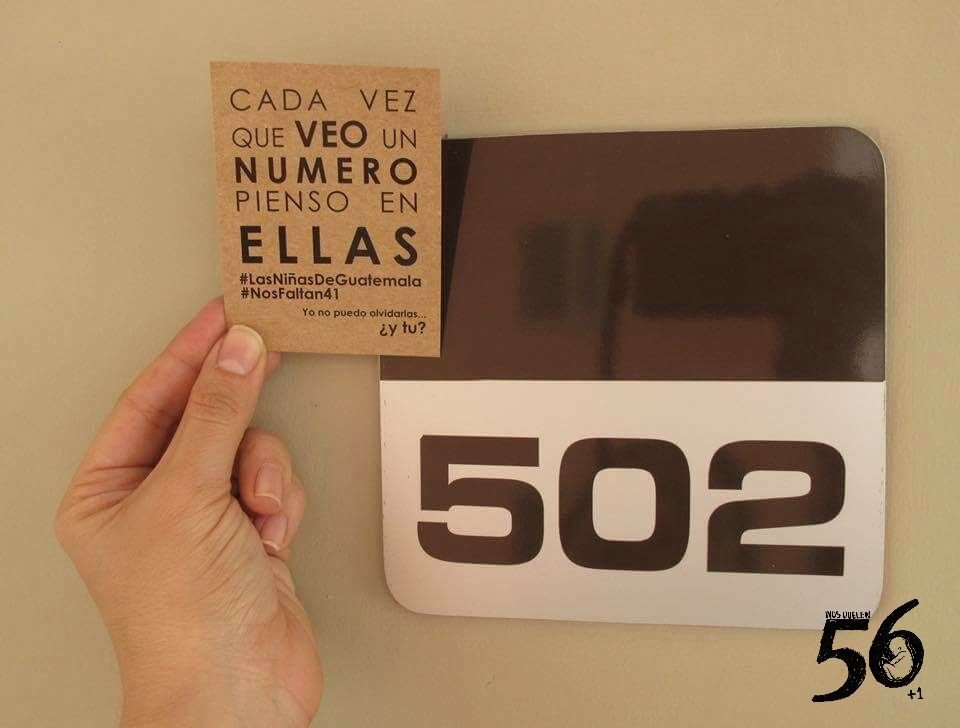 CADA VEZ
QUE VEO UN
NUMERO
PIENSO EN
ELLAS
#LasNiñasDeGuatemala
#NosFaltan41
Yo no puedo olvidarlas...
¿y tu?
502
NOS DUELEN
56
+1